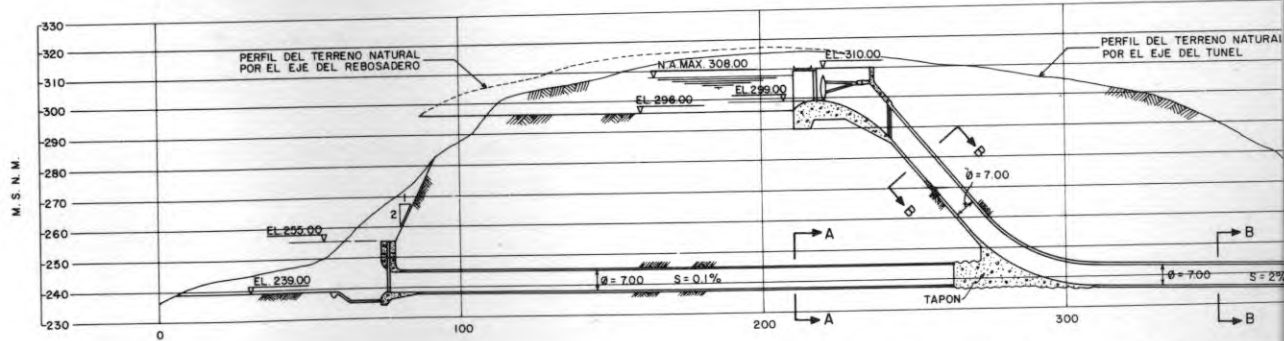 330
320
310
300
290
280
270
260
250
240
230
M. S. N. M.
PERFIL DEL TERRENO NATURAL
POR EL EJE DEL REBOSADERO
N.A.MAX. 308.00
EL. 310.00
EL. 299.00
EL. 296.00
PERFIL DEL TERRENO NATURAL
POR EL EJE DEL TUNEL
B
B
Ø = 7.00
1
2
EL. 255.00
EL. 239.00
Ø = 7.00
S = 0.1%
A
A
TAPON
B
B
Ø = 7.00
S = 2%
0
100
200
300